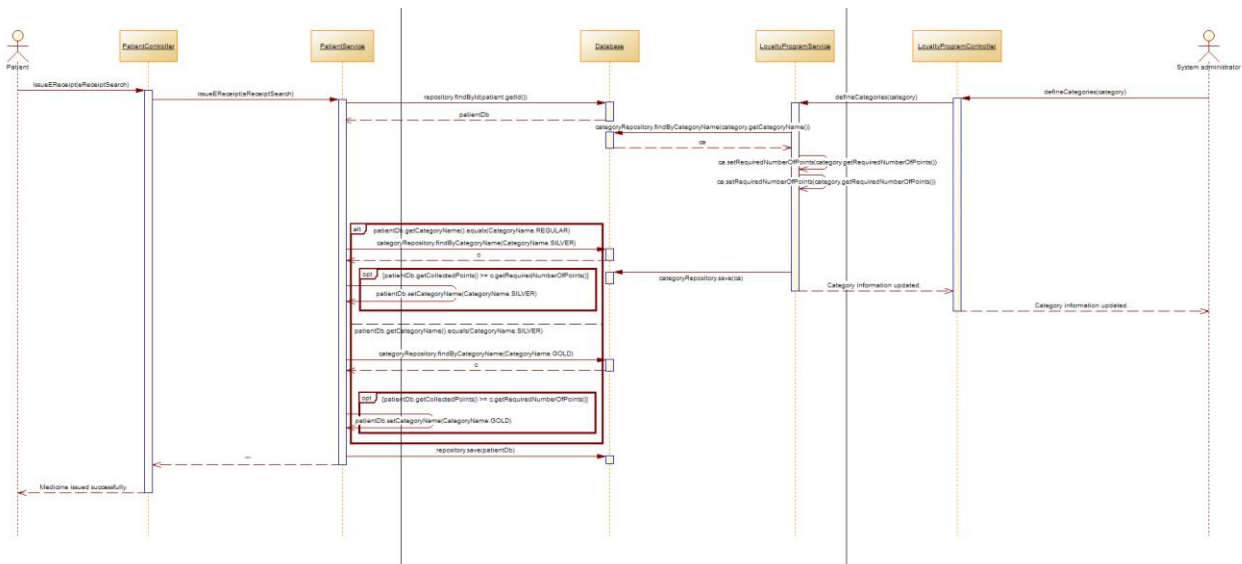 PatientController
PatientService
Database
LoyaltyProgramService
LoyaltyProgramController
Patient
System administrator
issueEReceipt(eReceiptSearch)
defineCategories(category)
issueEReceipt(eReceiptSearch)
repository.findById(patient.getId())
defineCategories(category)
patientDb
categoryRepository.findByCategoryName(category.getCategoryName())
ca
ca.setRequiredNumberOfPoints(category.getRequiredNumberOfPoints())
ca.setRequiredNumberOfPoints(category.getRequiredNumberOfPoints())
alt patientDb.getCategoryName().equals(CategoryName.REGULAR)
categoryRepository.findByCategoryName(CategoryName.SILVER)
c
opt [patientDb.getCollectedPoints() >= c.getRequiredNumberOfPoints()]
categoryRepository.save(ca)
patientDb.setCategoryName(CategoryName.SILVER)
Category information updated.
Category information updated.
patientDb.getCategoryName().equals(CategoryName.SILVER)
categoryRepository.findByCategoryName(CategoryName.GOLD)
c
opt [patientDb.getCollectedPoints() >= c.getRequiredNumberOfPoints()]
patientDb.setCategoryName(CategoryName.GOLD)
repository.save(patientDb)
Medicine issued successfully.